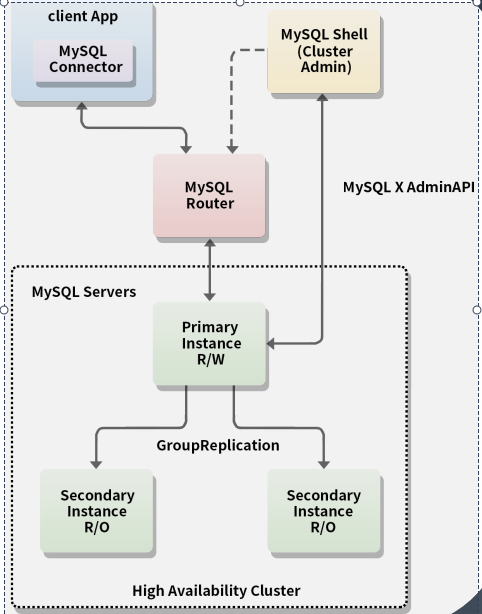 client App
MySQL
Connector
MySQL Shell
(Cluster
Admin)
MySQL
Router
MySQL X AdminAPI
MySQL Servers
Primary
Instance
R/W
GroupReplication
Secondary
Instance
R/O
Secondary
Instance
R/O
High Availability Cluster